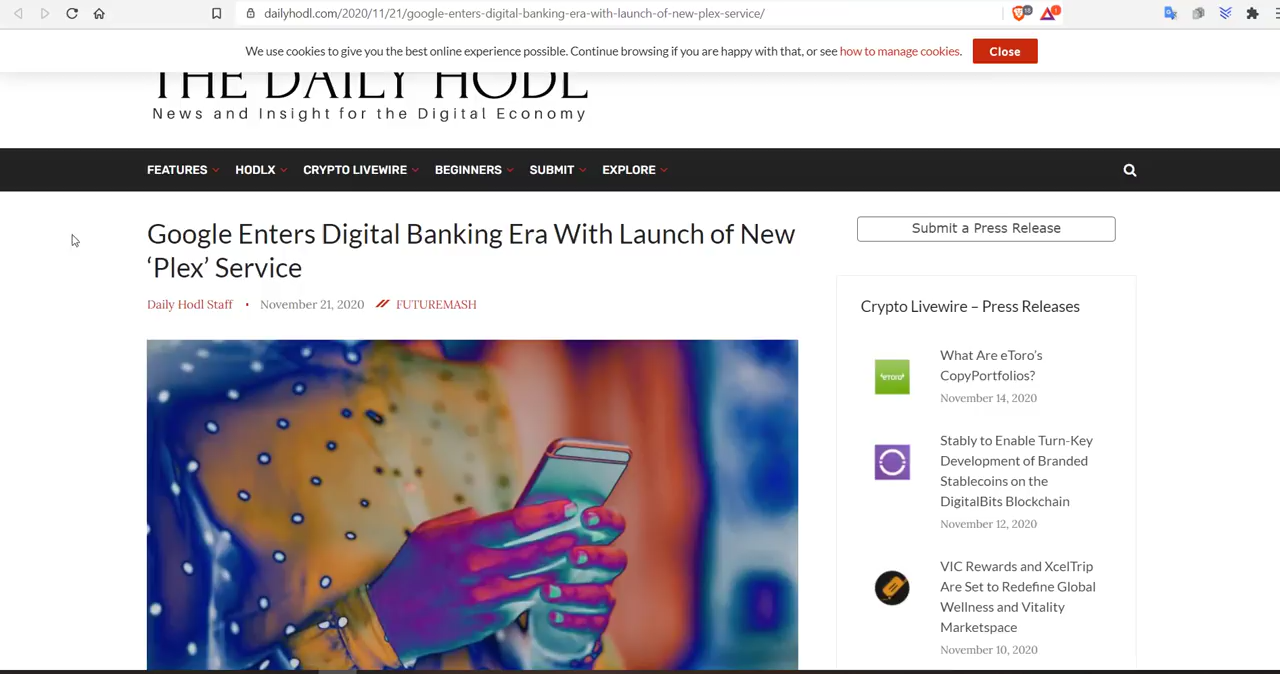 dailyhodl.com/2020/11/21/google-enters-digital-banking-era-with-launch-of-new-plex-service/
We use cookies to give you the best online experience possible. Continue browsing if you are happy with that, or see how to manage cookies.
Close
THE DAILY HODL
News and Insight for the Digital Economy
FEATURES HODLX CRYPTO LIVEWIRE BEGINNERS SUBMIT EXPLORE
Google Enters Digital Banking Era With Launch of New
‘Plex’ Service
Daily Hodl Staff • November 21, 2020 // FUTUREMASH
Submit a Press Release
Crypto Livewire – Press Releases
eToro
What Are eToro’s
CopyPortfolios?
November 14, 2020
Stably to Enable Turn-Key
Development of Branded
Stablecoins on the
DigitalBits Blockchain
November 12, 2020
VIC Rewards and XcelTrip
Are Set to Redefine Global
Wellness and Vitality
Marketspace
November 10, 2020